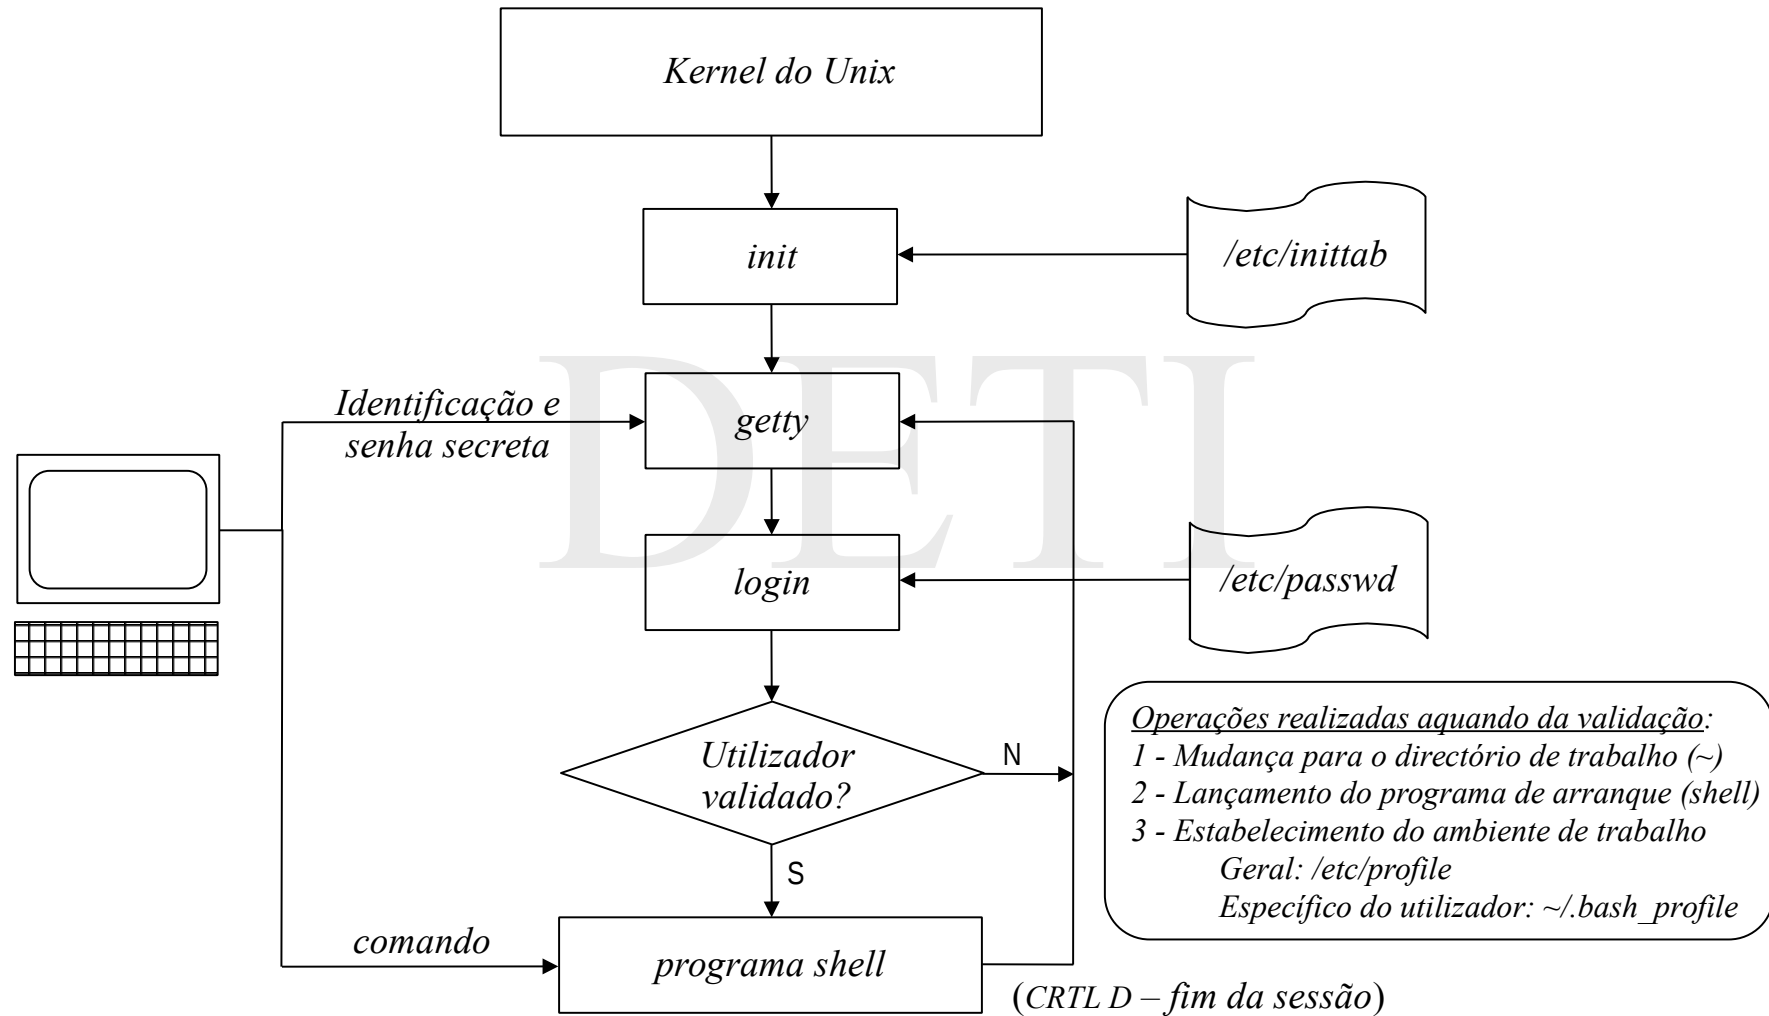 Kernel do Unix
init
/etc/inittab
DETI
Identificação e
senha secreta
getty
login
/etc/passwd
Utilizador
validado?
N
S
Operações realizadas aquando da validação:
1 - Mudança para o directório de trabalho (~)
2 - Lançamento do programa de arranque (shell)
3 - Estabelecimento do ambiente de trabalho
Geral: /etc/profile
Específico do utilizador: ~/.bash_profile
comando
programa shell
(CRTL D – fim da sessão)